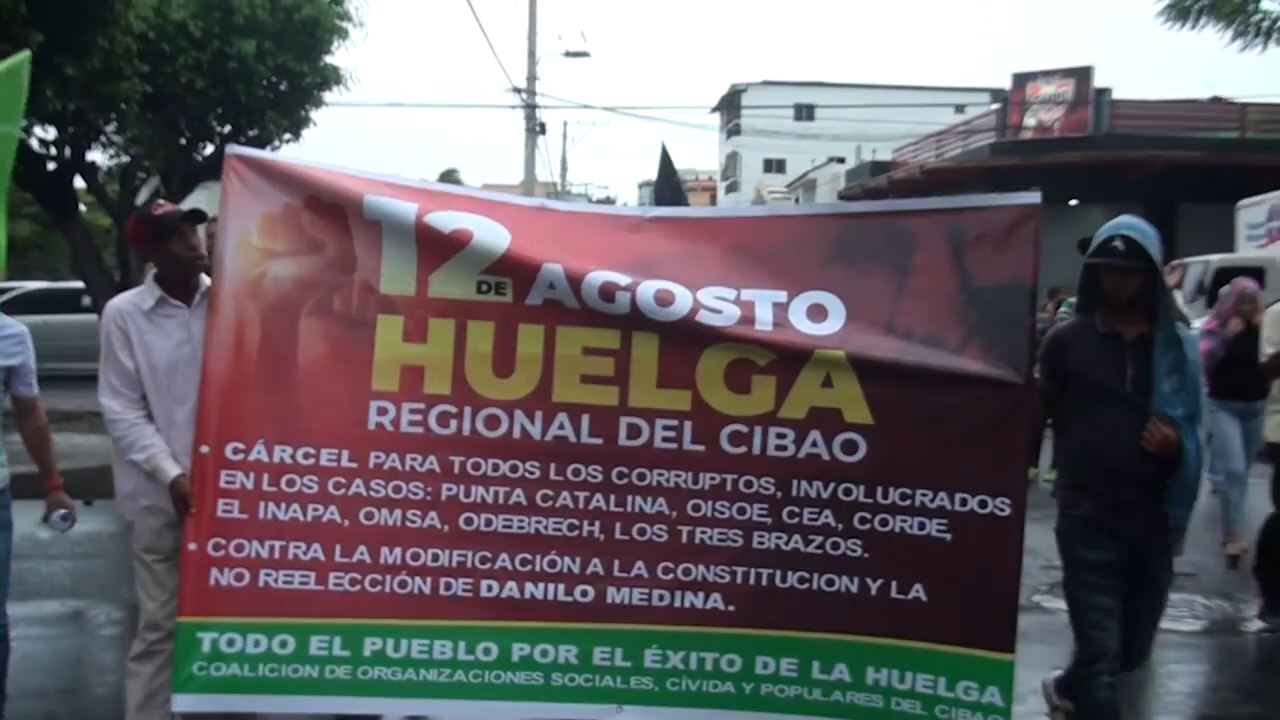 12 DE AGOSTO
HUELGA
REGIONAL DEL CIBAO
• CÁRCEL PARA TODOS LOS CORRUPTOS, INVOLUCRADOS
EN LOS CASOS: PUNTA CATALINA, OISOE, CEA, CORDE,
EL INAPA, OMSA, ODEBRECH, LOS TRES BRAZOS.
• CONTRA LA MODIFICACIÓN A LA CONSTITUCION Y LA
NO REELECCIÓN DE DANILO MEDINA.
TODO EL PUEBLO POR EL ÉXITO DE LA HUELGA
COALICION DE ORGANIZACIONES SOCIALES, CÍVIDA Y POPULARES DEL CIBAO